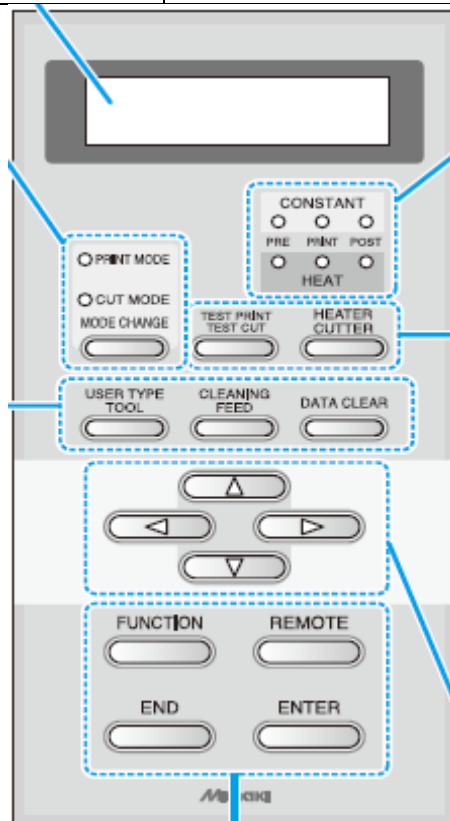 CONSTANT
PRE PRINT POST
HEAT
PRINT MODE
CUT MODE
MODE CHANGE
TEST PRINT
TEST CUT
HEATER
CUTTER
USER TYPE
TOOL
CLEANING
FEED
DATA CLEAR
FUNCTION
REMOTE
END
ENTER